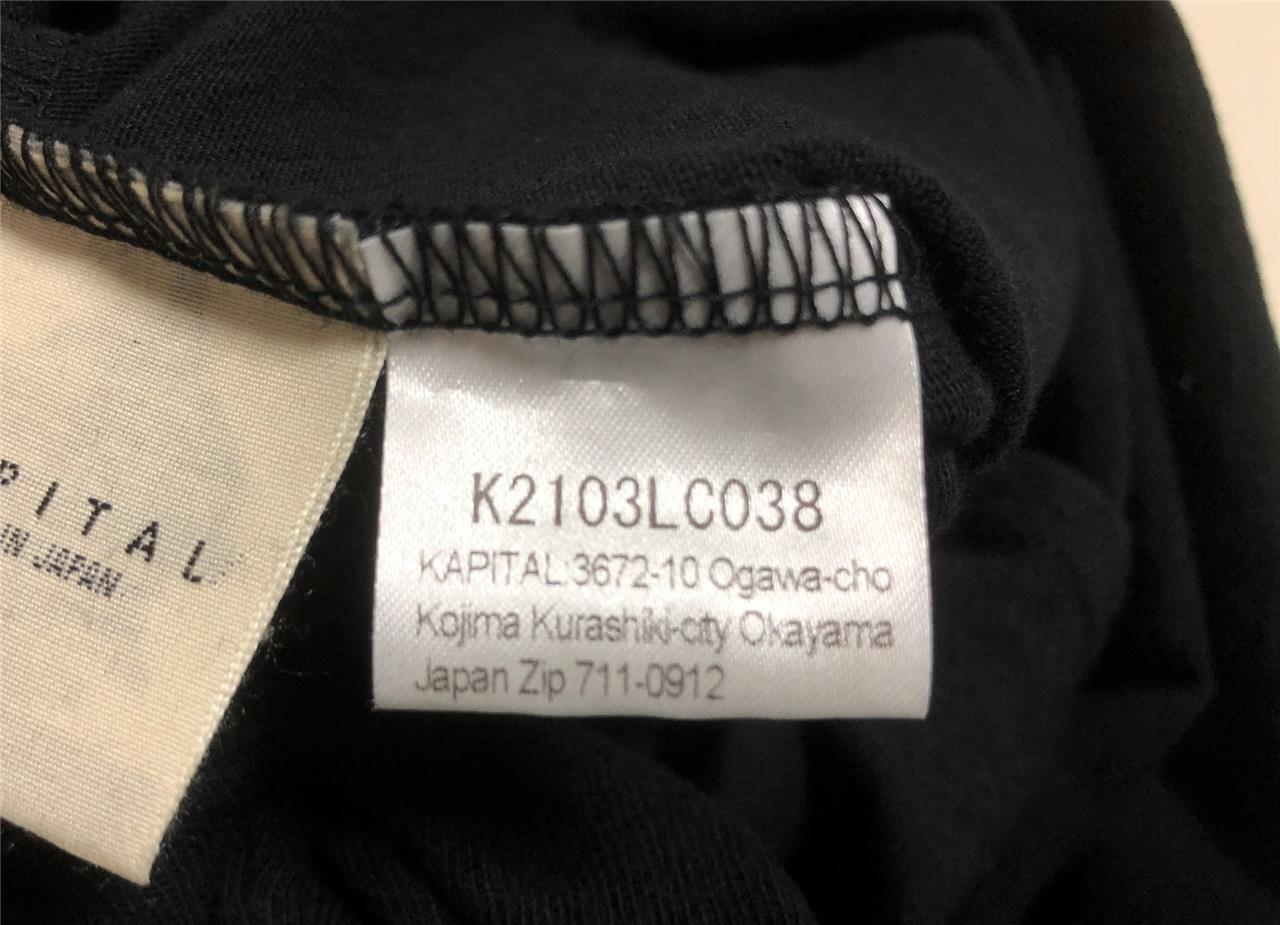 PITAL
IN JAPAN
K2103LC038
KAPITAL:3672-10 Ogawa-cho
Kojima Kurashiki-city Okayama
Japan Zip 711-0912